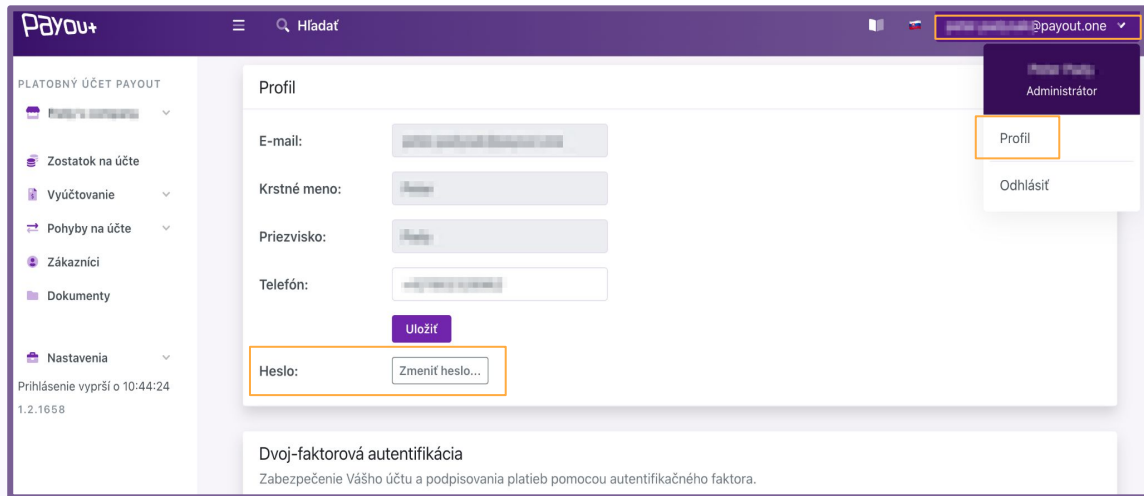 Payout+
Hľadať
@payout.one
Administrátor
Profil
Odhlásiť
PLATOBNÝ ÚČET PAYOUT
Zostatok na účte
Vyúčtovanie
Pohyby na účte
Zákazníci
Dokumenty
Nastavenia
Prihlásenie vyprší o 10:44:24
1.2.1658
Profil
E-mail:
Krstné meno:
Priezvisko:
Telefón:
Uložiť
Heslo: Zmeniť heslo...
Dvoj-faktorová autentifikácia
Zabezpečenie Vášho účtu a podpisovania platieb pomocou autentifikačného faktora.